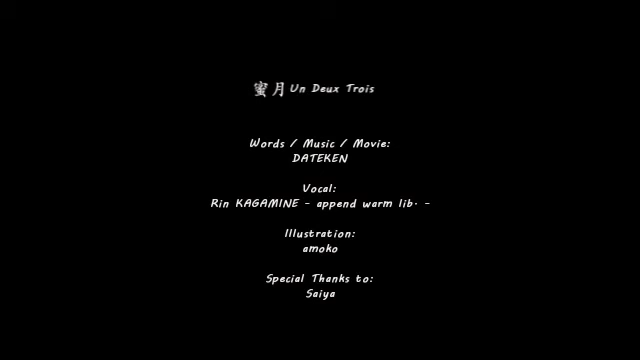 蜜月 Un Deux Trois
Words / Music / Movie:
DATEKEN
Vocal:
Rin KAGAMINE - append warm lib. -
Illustration:
amoko
Special Thanks to:
Saiya